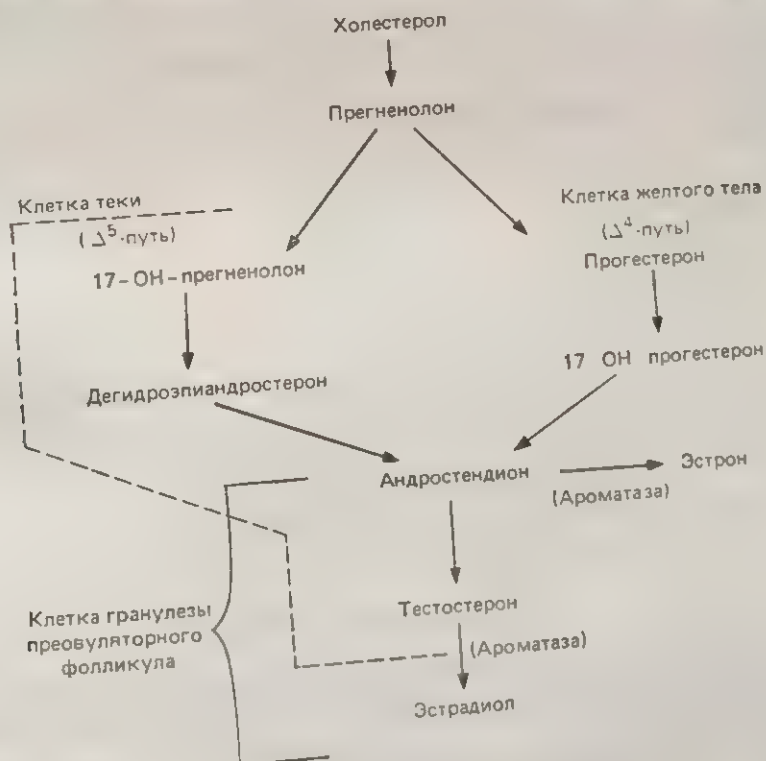 Холестерол
Прегненолон
Клетка теки
(Δ⁵-путь)
17-ОН-прегненолон
Клетка желтого тела
(Δ⁴-путь)
Прогестерон
17 ОН прогестерон
Дегидроэпиандростерон
Андростендион
Эстрон
(Ароматаза)
Клетка гранулезы
преовуляторного
фолликула
Тестостерон
(Ароматаза)
Эстрадиол